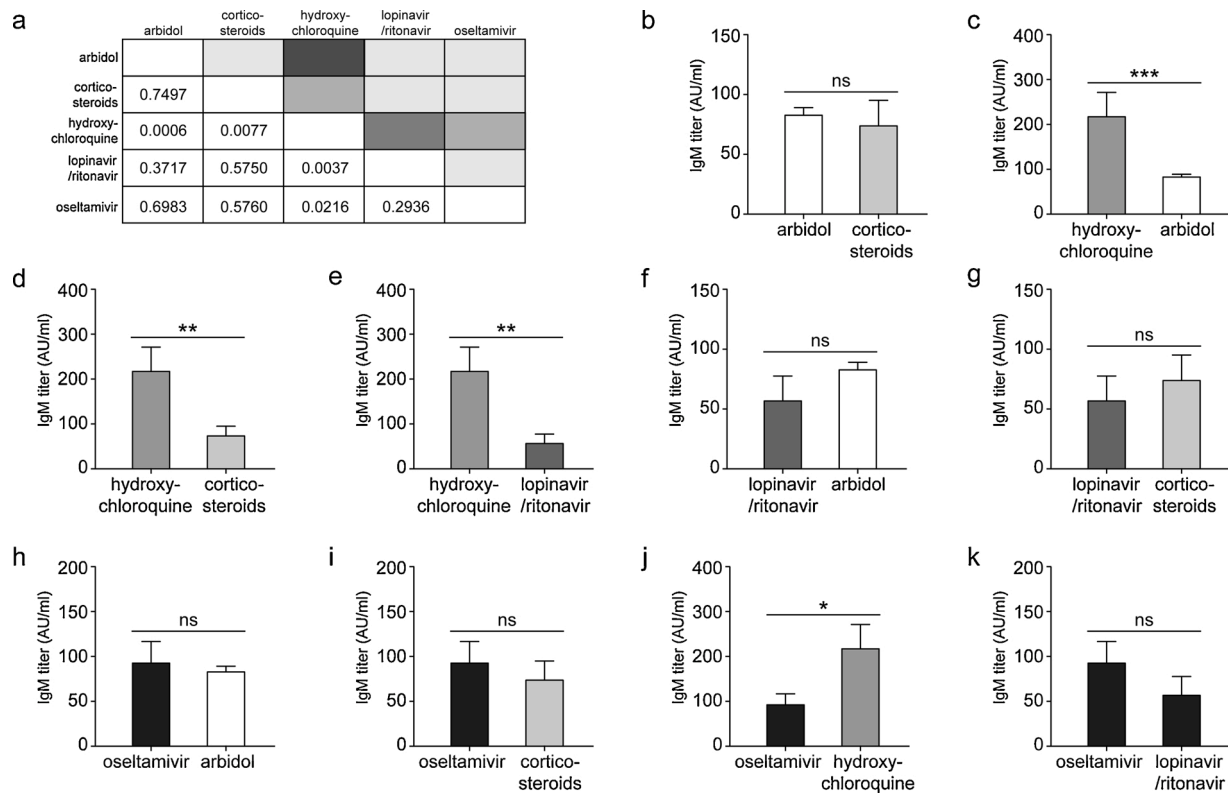 a
arbidol
cortico-
steroids
hydroxy-
chloroquine
lopinavir
/ritonavir
oseltamivir
arbidol
cortico-
steroids
0.7497
hydroxy-
chloroquine
0.0006 0.0077
lopinavir
/ritonavir
0.3717 0.5750 0.0037
oseltamivir 0.6983 0.5760 0.0216 0.2936
b
IgM titer (AU/ml)
150
100
50
0
ns
arbidol
cortico-
steroids
c
IgM titer (AU/ml)
400
300
200
100
0
***
hydroxy-
chloroquine
arbidol
d
IgM titer (AU/ml)
400
300
200
100
0
**
hydroxy-
chloroquine
cortico-
steroids
e
IgM titer (AU/ml)
400
300
200
100
0
**
hydroxy-
chloroquine
lopinavir
/ritonavir
f
IgM titer (AU/ml)
150
100
50
0
ns
lopinavir
/ritonavir
arbidol
g
IgM titer (AU/ml)
150
100
50
0
ns
lopinavir
/ritonavir
cortico-
steroids
h
IgM titer (AU/ml)
200
150
100
50
0
ns
oseltamivir
arbidol
i
IgM titer (AU/ml)
200
150
100
50
0
ns
oseltamivir
cortico-
steroids
j
IgM titer (AU/ml)
400
300
200
100
0
*
oseltamivir
hydroxy-
chloroquine
k
IgM titer (AU/ml)
200
150
100
50
0
ns
oseltamivir
lopinavir
/ritonavir